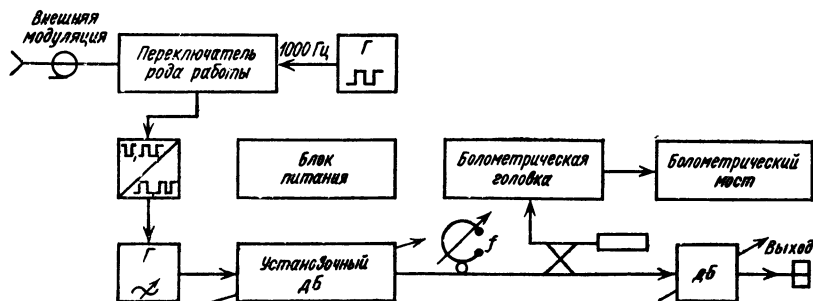 Внешняя
модуляция
Переключатель
рода работы
1000 Гц
Г
Блок
питания
Болометрическая
головка
Болометрический
мост
Г
Установочный
дБ
f
дБ
Выход